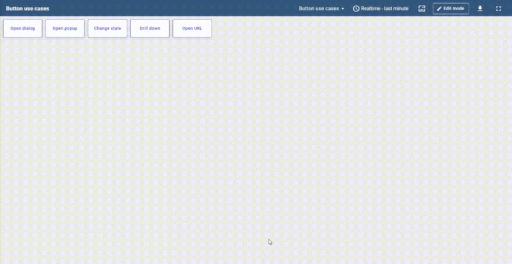 Button use cases
Button use cases
Realtime - last minute
Edit mode
Open dialog
Open popup
Change state
Drill down
Open URL